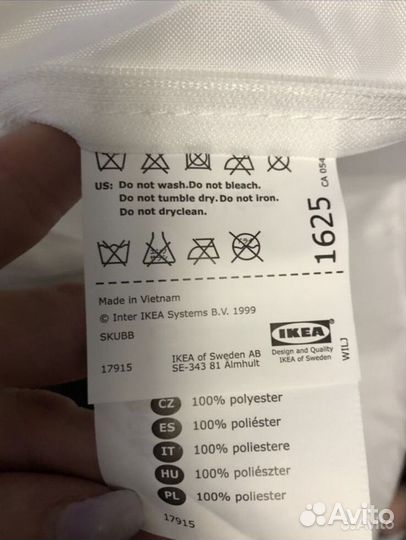 US: Do not wash.Do not bleach.
Do not tumble dry.Do not iron.
Do not dryclean.
1625
CA 054
Made in Vietnam
© Inter IKEA Systems B.V. 1999
SKUBB
17915
IKEA of Sweden AB
SE-343 81 Älmhult
IKEA
Design and Quality
IKEA of Sweden
WILJ
CZ 100% polyester
ES 100% poliéster
IT 100% poliestere
HU 100% poliészter
PL 100% poliester
17915
Avito